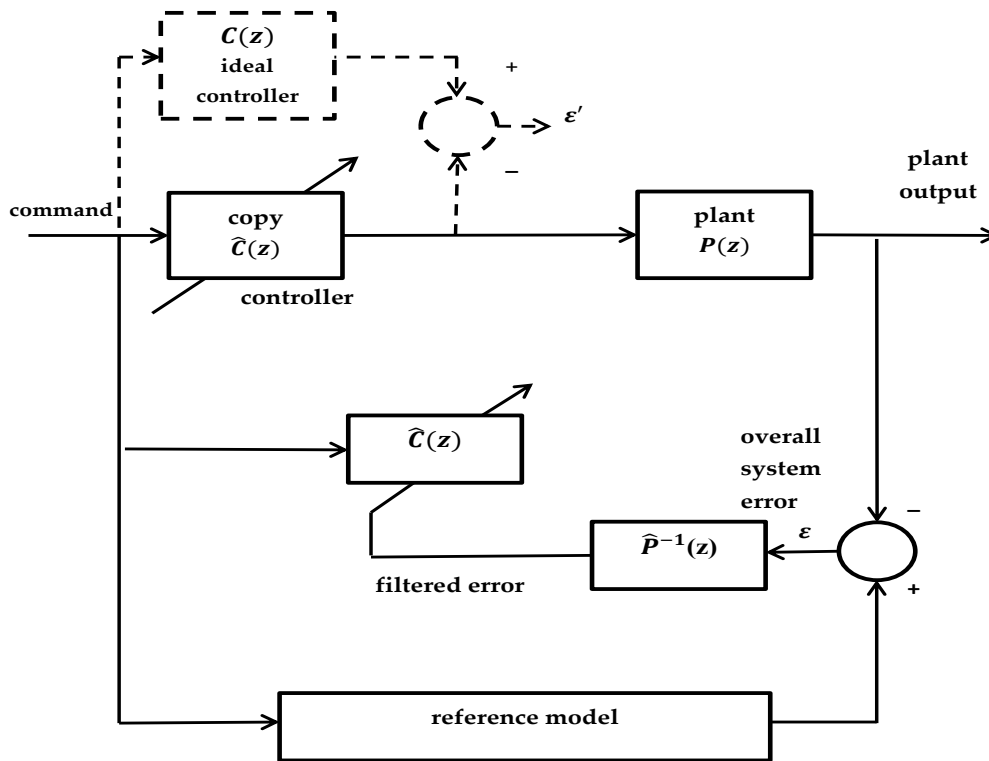 C(z)
ideal
controller
+
ε′
−
plant
output
command
copy
Ĉ(z)
controller
plant
P(z)
Ĉ(z)
overall
system
error
−
P̂⁻¹(z)
ε
+
filtered error
reference model